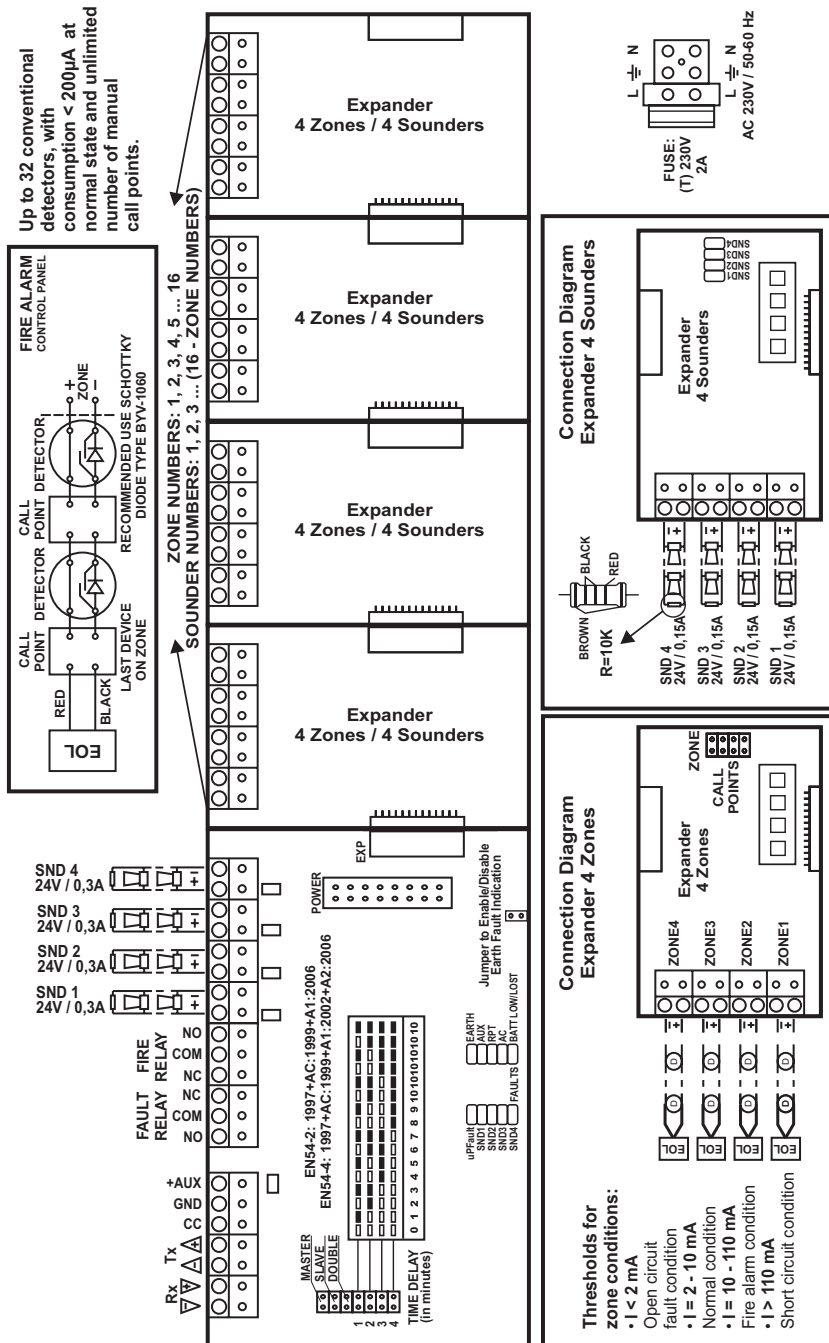 Up to 32 conventional
detectors, with
consumption < 200µA at
normal state and unlimited
number of manual
call points.
FIRE ALARM
CONTROL PANEL
+
ZONE
−
CALL
POINT
DETECTOR
CALL
POINT
DETECTOR
RECOMMENDED USE SCHOTTKY
DIODE TYPE BYV-1060
LAST DEVICE
ON ZONE
RED
BLACK
EOL
ZONE NUMBERS: 1, 2, 3, 4, 5 ... 16
SOUNDER NUMBERS: 1, 2, 3 ... (16 - ZONE NUMBERS)
Expander
4 Zones / 4 Sounders
Expander
4 Zones / 4 Sounders
Expander
4 Zones / 4 Sounders
Expander
4 Zones / 4 Sounders
L N
L N
AC 230V / 50-60 Hz
FUSE:
(T) 230V
2A
SND 4
24V / 0,3A
SND 3
24V / 0,3A
SND 2
24V / 0,3A
SND 1
24V / 0,3A
− +
− +
− +
− +
FIRE
RELAY
NO
COM
NC
FAULT
RELAY
NC
COM
NO
+AUX
GND
CC
Tx
+
−
Rx
+
−
EXP
POWER
Jumper to Enable/Disable
Earth Fault Indication
EN54-2: 1997+AC:1999+A1:2006
EN54-4: 1997+AC:1999+A1:2002+A2:2006
EARTH
AUX
RPT
AC
BATT LOW/LOST
uPFault
SND1
SND2
SND3
SND4
FAULTS
MASTER
SLAVE
DOUBLE
1
2
3
4
0 1 2 3 4 5 6 7 8 9 10 10 10 10 10 10
TIME DELAY
(in minutes)
Connection Diagram
Expander 4 Sounders
SND1
SND2
SND3
SND4
Expander
4 Sounders
BROWN
BLACK
RED
R=10K
SND 4
24V / 0,15A
SND 3
24V / 0,15A
SND 2
24V / 0,15A
SND 1
24V / 0,15A
− +
− +
− +
− +
Connection Diagram
Expander 4 Zones
ZONE
CALL
POINTS
Expander
4 Zones
ZONE4
ZONE3
ZONE2
ZONE1
− +
− +
− +
− +
D D
D D
D D
D D
EOL
EOL
EOL
EOL
Thresholds for
zone conditions:
• I < 2 mA
Open circuit
fault condition
• I = 2 - 10 mA
Normal condition
• I = 10 - 110 mA
Fire alarm condition
• I > 110 mA
Short circuit condition